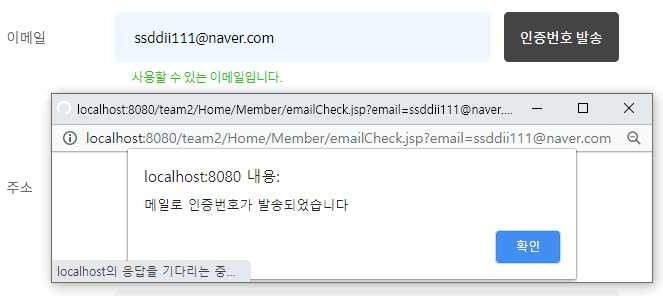 이메일
ssddii111@naver.com
인증번호 발송
사용할 수 있는 이메일입니다.
localhost:8080/team2/Home/Member/emailCheck.jsp?email=ssddii111@naver....
localhost:8080/team2/Home/Member/emailCheck.jsp?email=ssddii111@naver.com
주소
localhost:8080 내용:
메일로 인증번호가 발송되었습니다
확인
localhost의 응답을 기다리는 중...